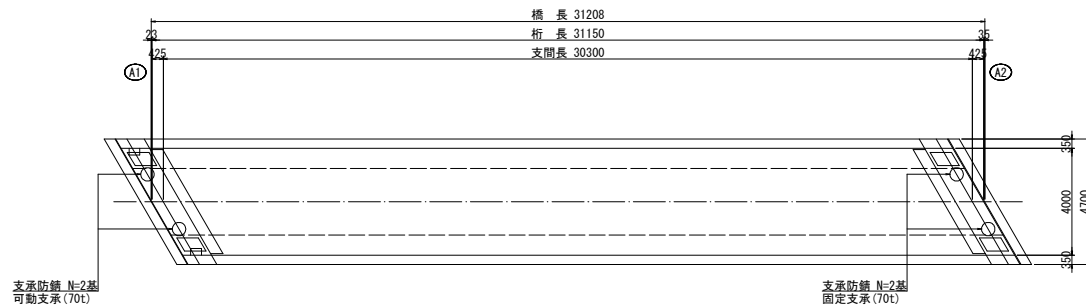 橋 長 31208
23
桁 長 31150
35
425
支間長 30300
425
A1
A2
350
4000
4700
350
支承防錆 N=2基
可動支承(70t)
支承防錆 N=2基
固定支承(70t)